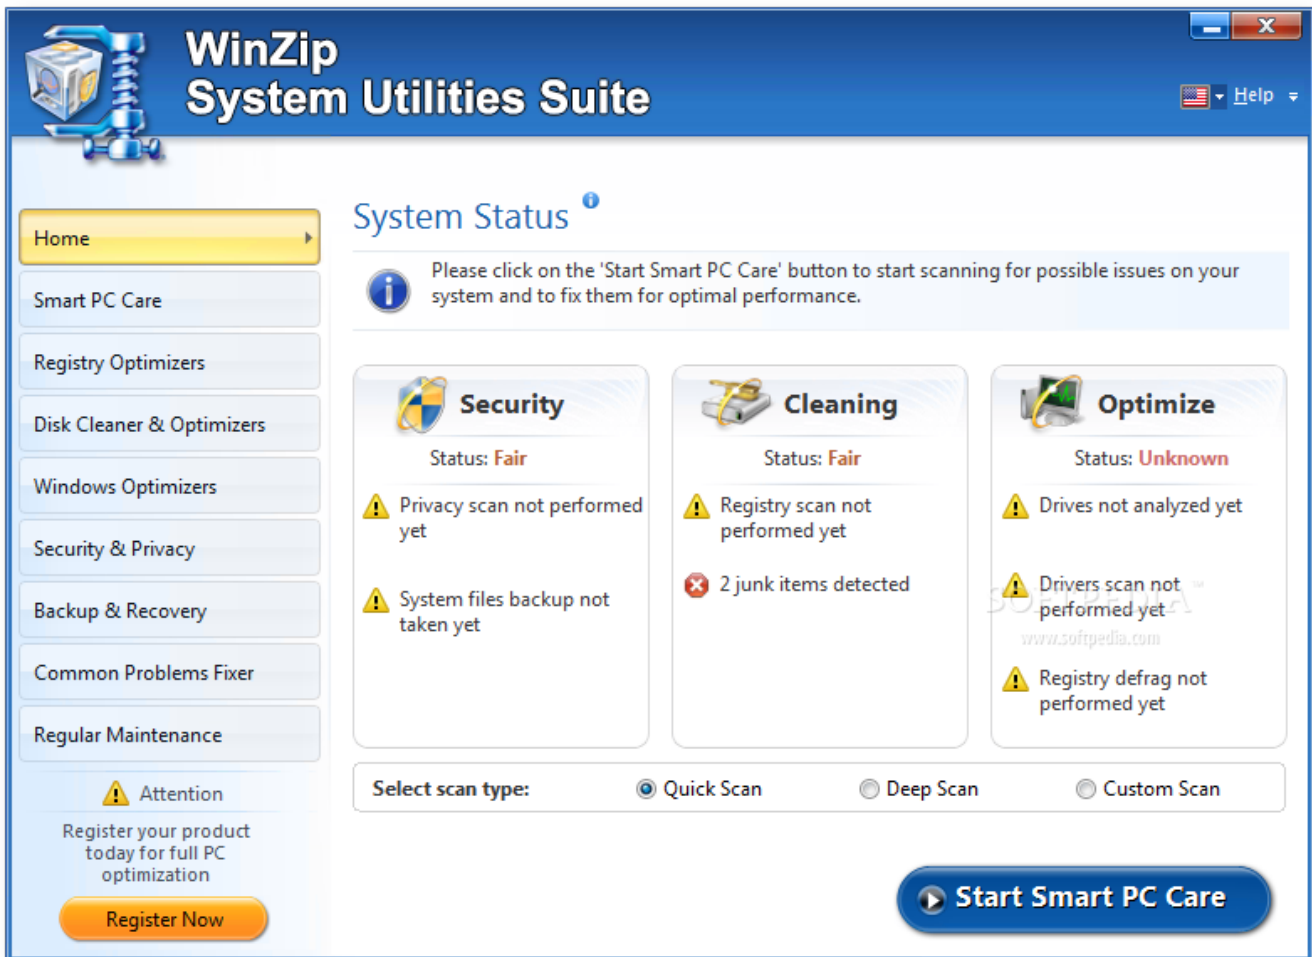 WinZip
System Utilities Suite
Help
Home
Smart PC Care
Registry Optimizers
Disk Cleaner & Optimizers
Windows Optimizers
Security & Privacy
Backup & Recovery
Common Problems Fixer
Regular Maintenance
Attention
Register your product
today for full PC
optimization
Register Now
System Status
Please click on the 'Start Smart PC Care' button to start scanning for possible issues on your
system and to fix them for optimal performance.
Security
Status: Fair
Privacy scan not performed
yet
System files backup not
taken yet
Cleaning
Status: Fair
Registry scan not
performed yet
2 junk items detected
Optimize
Status: Unknown
Drives not analyzed yet
Drivers scan not
performed yet
Registry defrag not
performed yet
SOFTPEDIA™
www.softpedia.com
Select scan type: Quick Scan Deep Scan Custom Scan
Start Smart PC Care